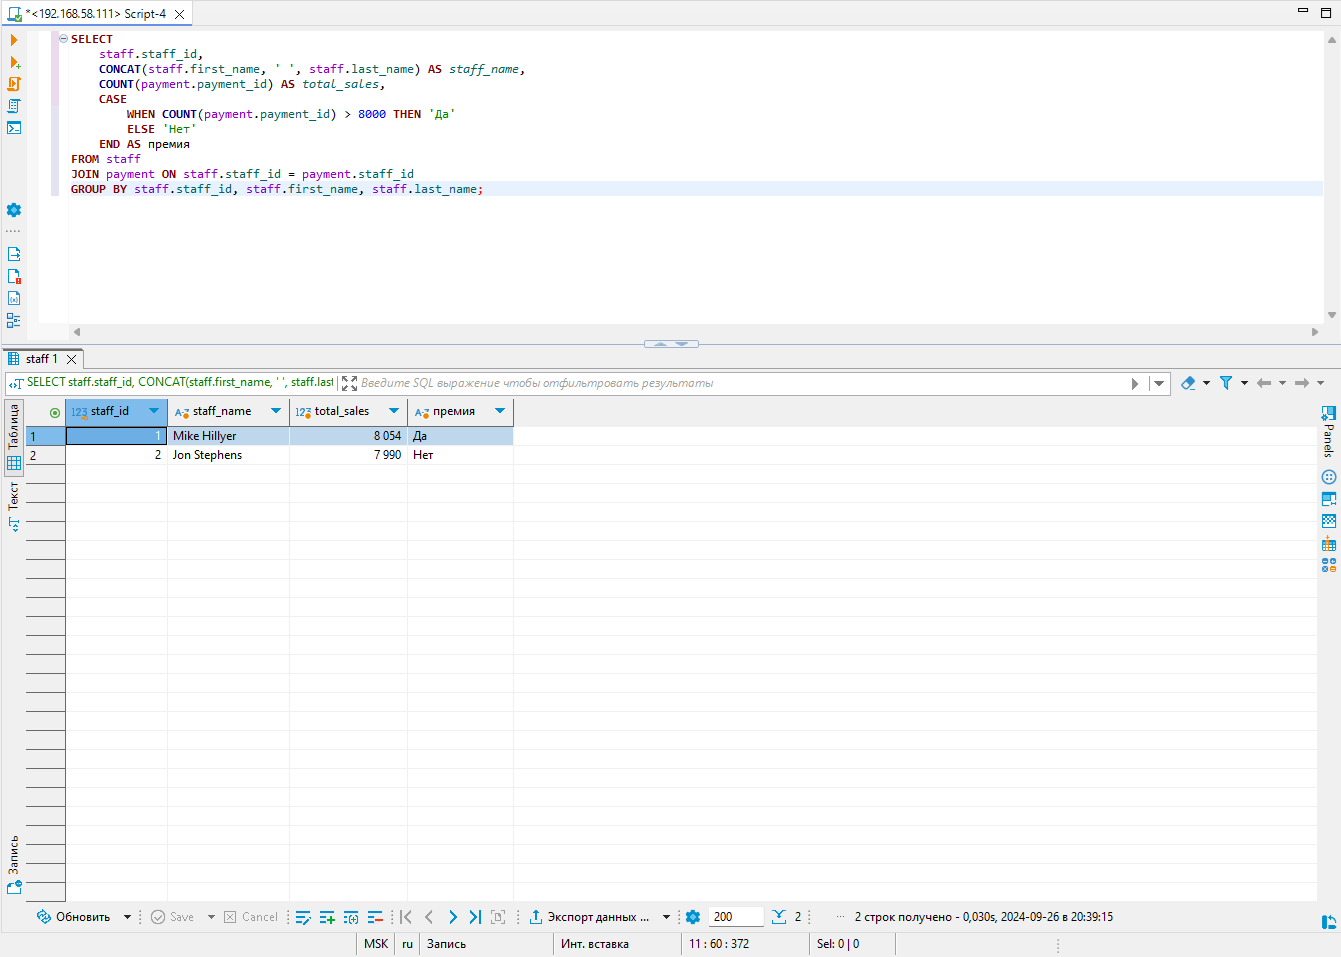 *<192.168.58.111> Script-4
SELECT
staff.staff_id,
CONCAT(staff.first_name, ' ', staff.last_name) AS staff_name,
COUNT(payment.payment_id) AS total_sales,
CASE
WHEN COUNT(payment.payment_id) > 8000 THEN 'Да'
ELSE 'Нет'
END AS премия
FROM staff
JOIN payment ON staff.staff_id = payment.staff_id
GROUP BY staff.staff_id, staff.first_name, staff.last_name;
staff 1
SELECT staff.staff_id, CONCAT(staff.first_name, ' ', staff.last Введите SQL выражение чтобы отфильтровать результаты
Таблица
Текст
Запись
Panels
123 staff_id A-Z staff_name 123 total_sales A-Z премия
1 1 Mike Hillyer 8 054 Да
2 2 Jon Stephens 7 990 Нет
Обновить Save Cancel Экспорт данных ... 200 2 ... 2 строк получено - 0,030s, 2024-09-26 в 20:39:15
MSK ru Запись Инт. вставка 11 : 60 : 372 Sel: 0 | 0